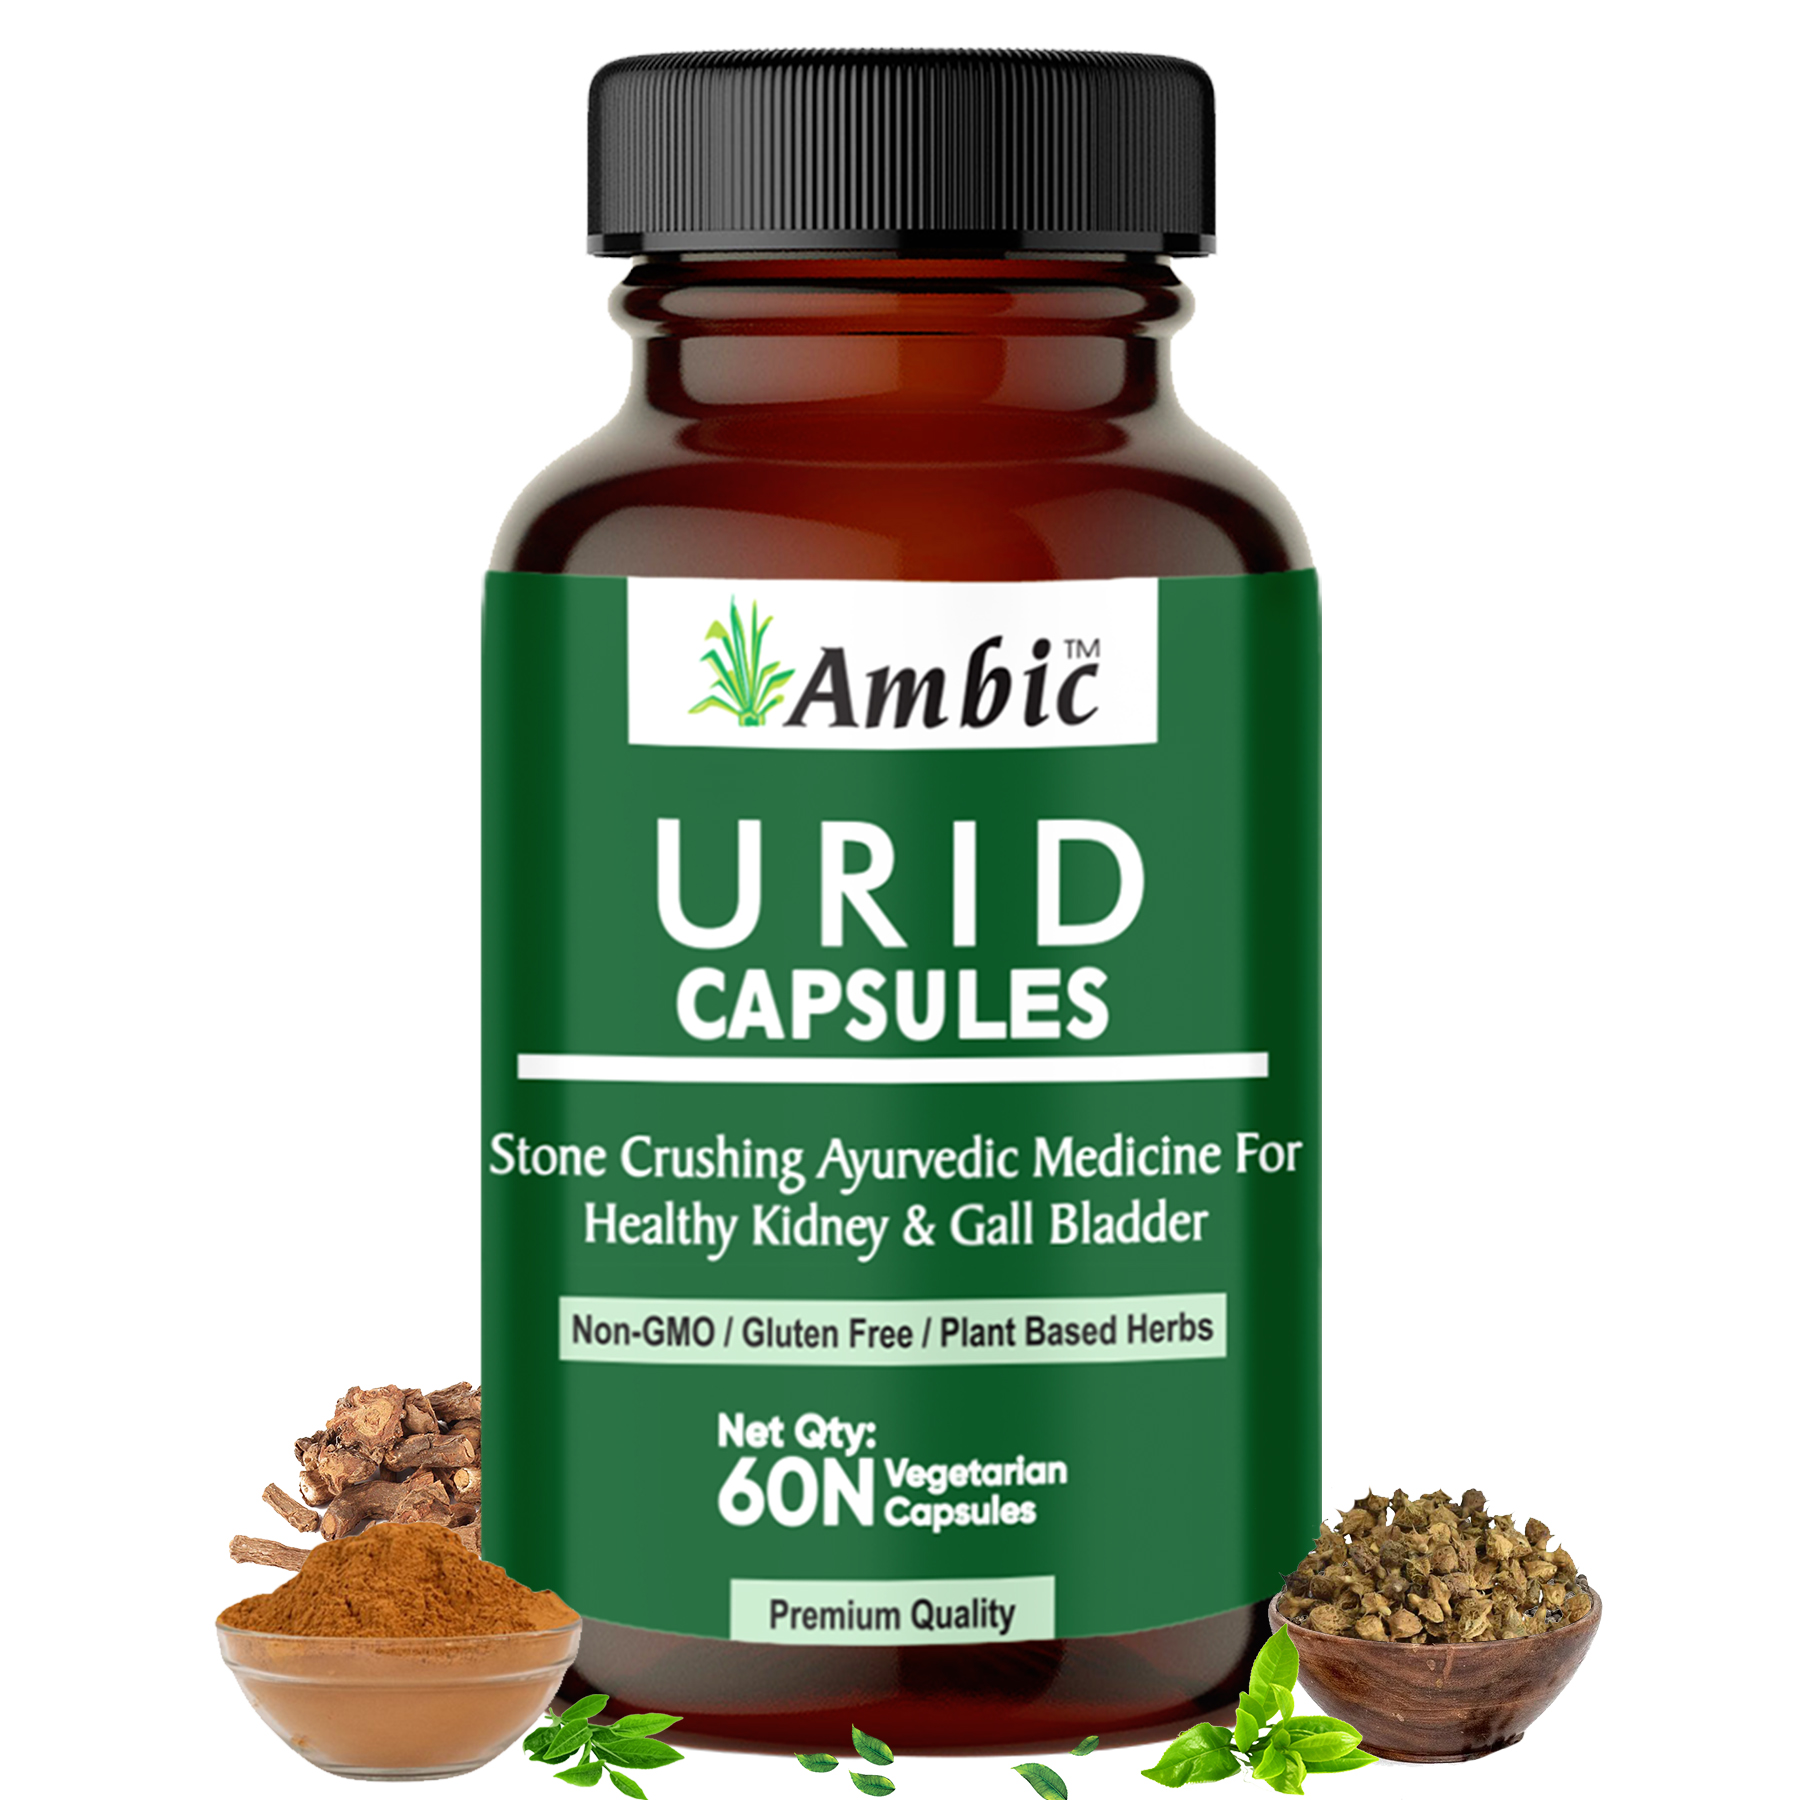 Ambic™
URID
CAPSULES
Stone Crushing Ayurvedic Medicine For
Healthy Kidney & Gall Bladder
Non-GMO / Gluten Free / Plant Based Herbs
Net Qty:
60N Vegetarian
Capsules
Premium Quality